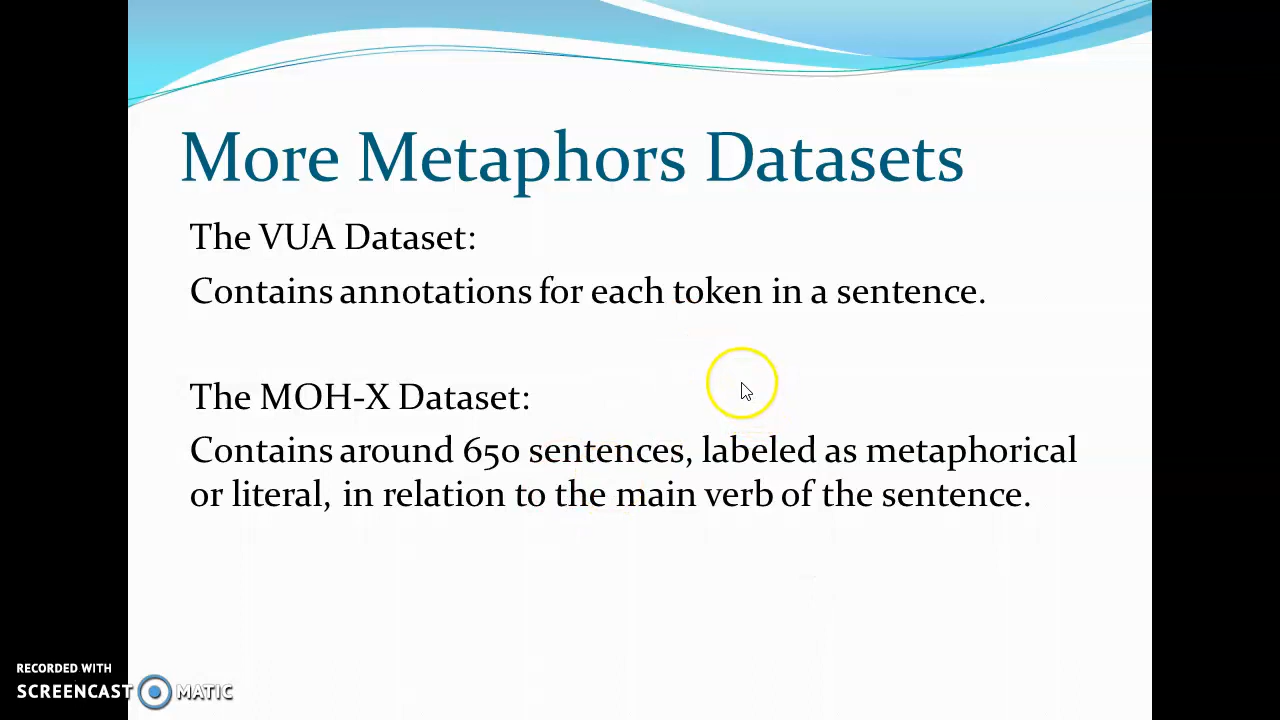 More Metaphors Datasets
The VUA Dataset:
Contains annotations for each token in a sentence.
The MOH-X Dataset:
Contains around 650 sentences, labeled as metaphorical
or literal, in relation to the main verb of the sentence.
RECORDED WITH
SCREENCAST MATIC